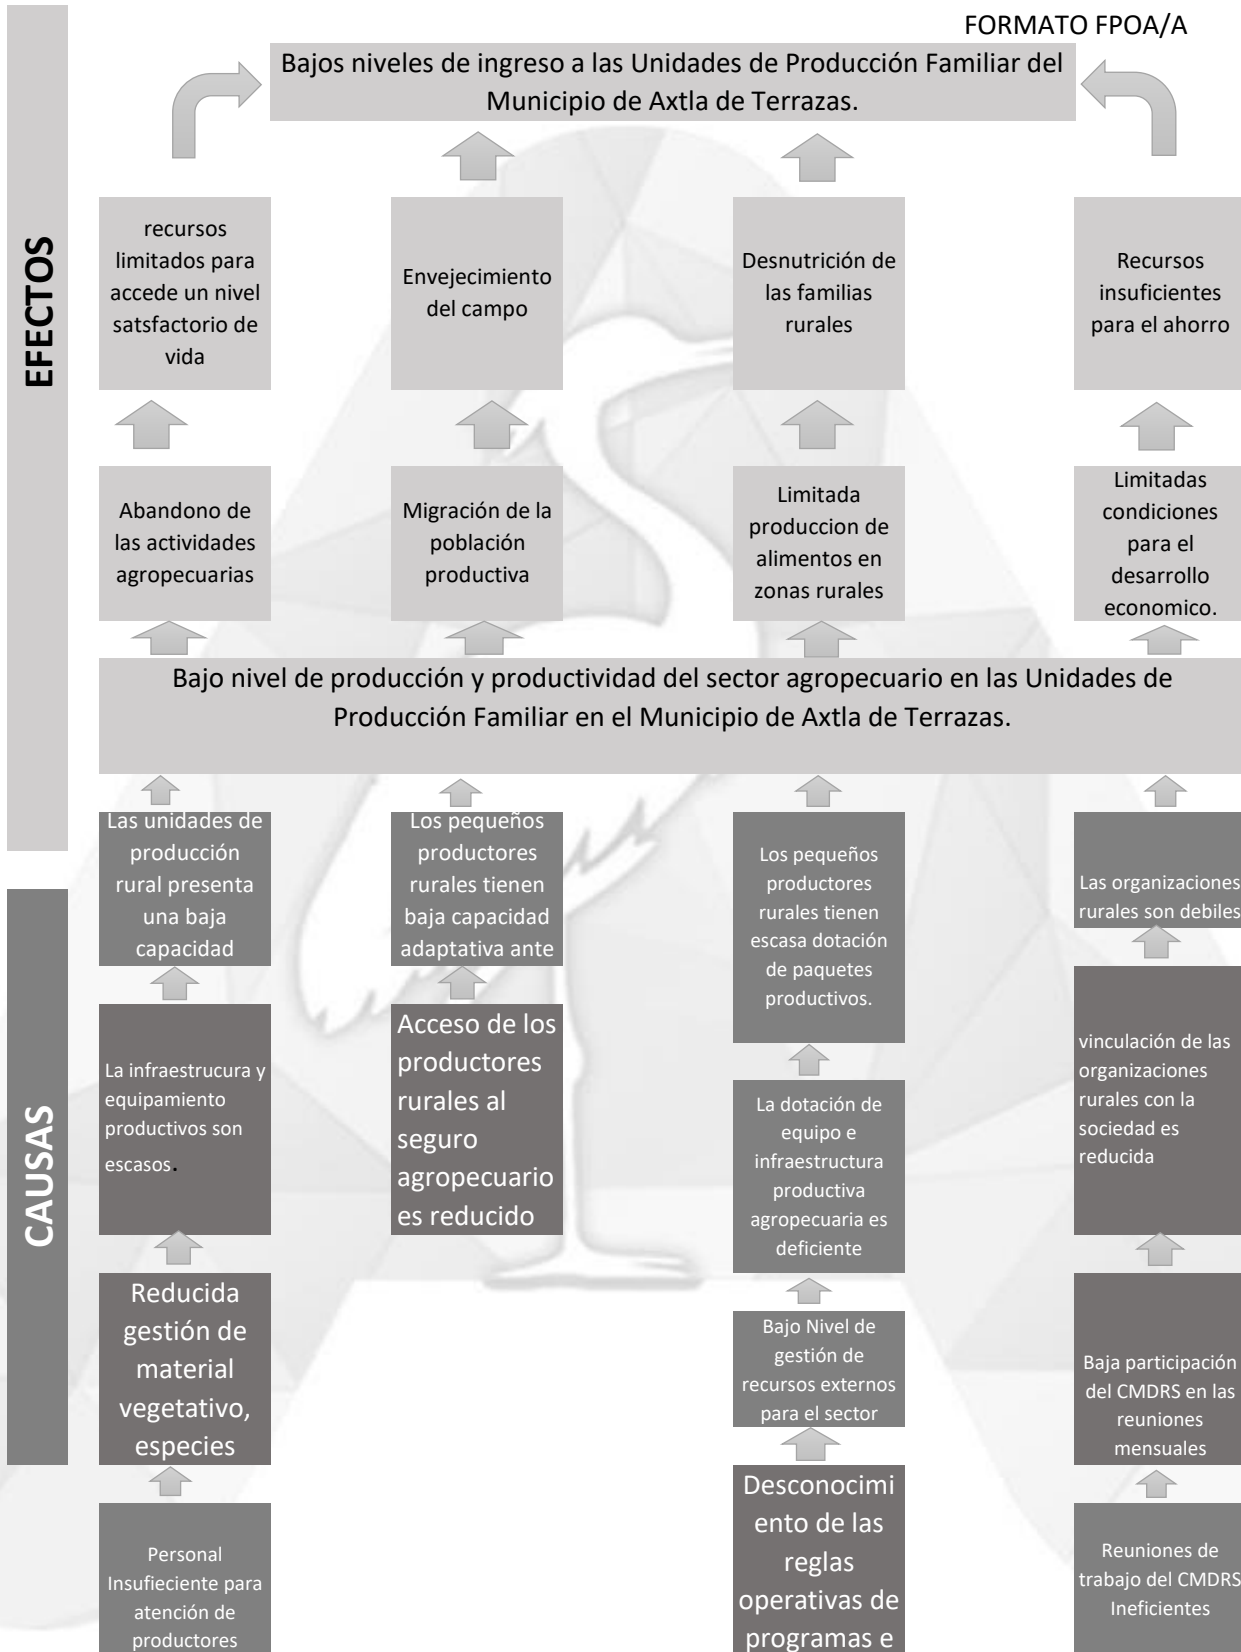 FORMATO FPOA/A
Bajos niveles de ingreso a las Unidades de Producción Familiar del
Municipio de Axtla de Terrazas.
EFECTOS
recursos
limitados para
accede un nivel
satsfactorio de
vida
Envejecimiento
del campo
Desnutrición de
las familias
rurales
Recursos
insuficientes
para el ahorro
Abandono de
las actividades
agropecuarias
Migración de la
población
productiva
Limitada
produccion de
alimentos en
zonas rurales
Limitadas
condiciones
para el
desarrollo
economico.
Bajo nivel de producción y productividad del sector agropecuario en las Unidades de
Producción Familiar en el Municipio de Axtla de Terrazas.
CAUSAS
Las unidades de
producción
rural presenta
una baja
capacidad
Los pequeños
productores
rurales tienen
baja capacidad
adaptativa ante
Los pequeños
productores
rurales tienen
escasa dotación
de paquetes
productivos.
Las organizaciones
rurales son debiles
La infraestrucura y
equipamiento
productivos son
escasos.
Acceso de los
productores
rurales al
seguro
agropecuario
es reducido
La dotación de
equipo e
infraestructura
productiva
agropecuaria es
deficiente
vinculación de las
organizaciones
rurales con la
sociedad es
reducida
Reducida
gestión de
material
vegetativo,
especies
Bajo Nivel de
gestión de
recursos externos
para el sector
Baja participación
del CMDRS en las
reuniones
mensuales
Personal
Insufieciente para
atención de
productores
Desconocimi
ento de las
reglas
operativas de
programas e
Reuniones de
trabajo del CMDRS
Ineficientes